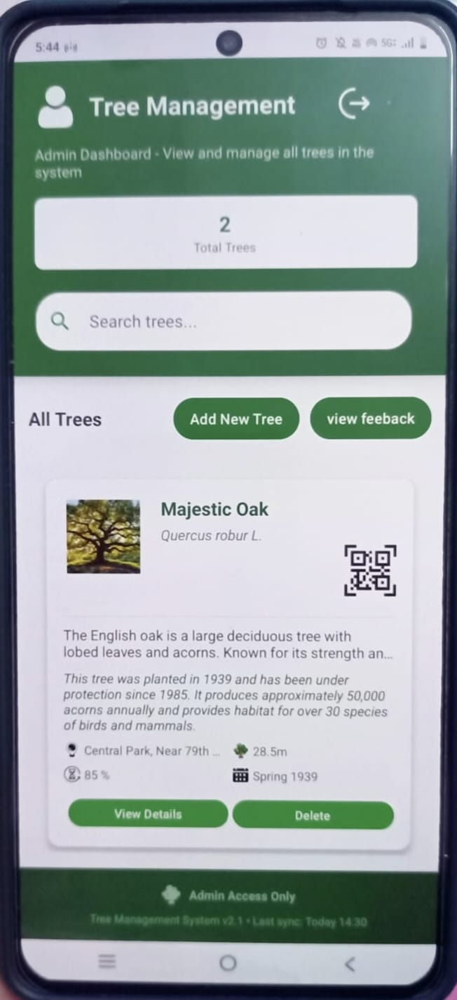 5:44
5G
Tree Management
Admin Dashboard - View and manage all trees in the
system
2
Total Trees
Search trees...
All Trees
Add New Tree
view feeback
Majestic Oak
Quercus robur L.
The English oak is a large deciduous tree with
lobed leaves and acorns. Known for its strength an...
This tree was planted in 1939 and has been under
protection since 1985. It produces approximately 50,000
acorns annually and provides habitat for over 30 species
of birds and mammals.
Central Park, Near 79th ...
28.5m
85 %
Spring 1939
View Details
Delete
Admin Access Only
Tree Management System v2.1 • Last sync: Today 14:30